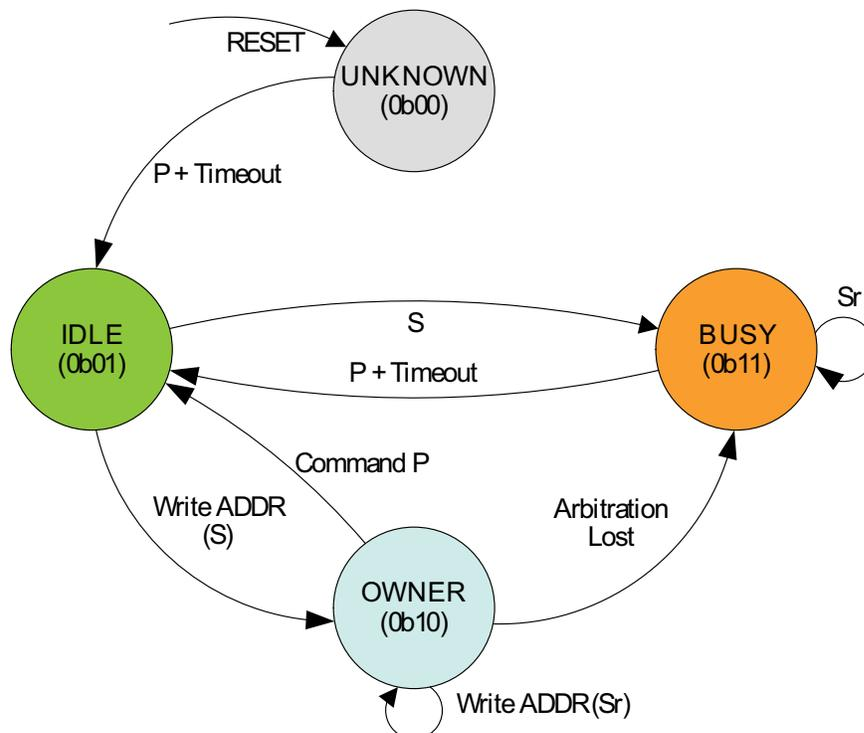 RESET
UNKNOWN
(0b00)
P + Timeout
IDLE
(0b01)
S
BUSY
(0b11)
Sr
P + Timeout
Command P
Write ADDR
(S)
Arbitration
Lost
OWNER
(0b10)
Write ADDR(Sr)